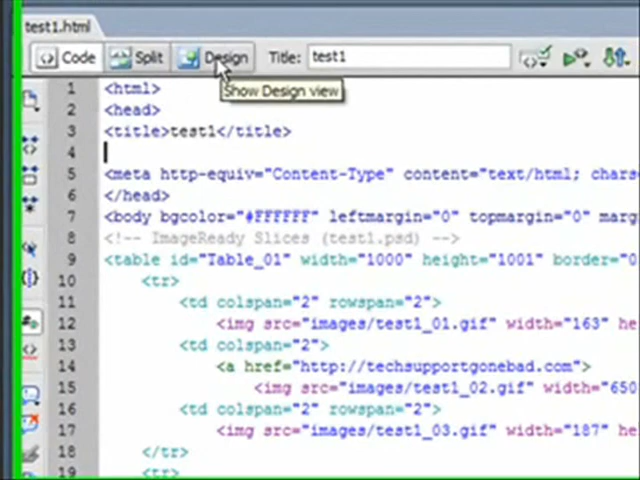 test1.html
Code Split Design Title: test1
Show Design view
1 <html>
2 <head>
3 <title>test1</title>
4
5 <meta http-equiv="Content-Type" content="text/html; chars
6 </head>
7 <body bgcolor="#FFFFFF" leftmargin="0" topmargin="0" marg
8 <!-- ImageReady Slices (test1.psd) -->
9 <table id="Table_01" width="1000" height="1001" border="0
10 <tr>
11 <td colspan="2" rowspan="2">
12 <img src="images/test1_01.gif" width="163" he
13 <td colspan="2">
14 <a href="http://techsupportgonebad.com">
15 <img src="images/test1_02.gif" width="650
16 <td colspan="2" rowspan="2">
17 <img src="images/test1_03.gif" width="187" he
18 </tr>
19 <tr>